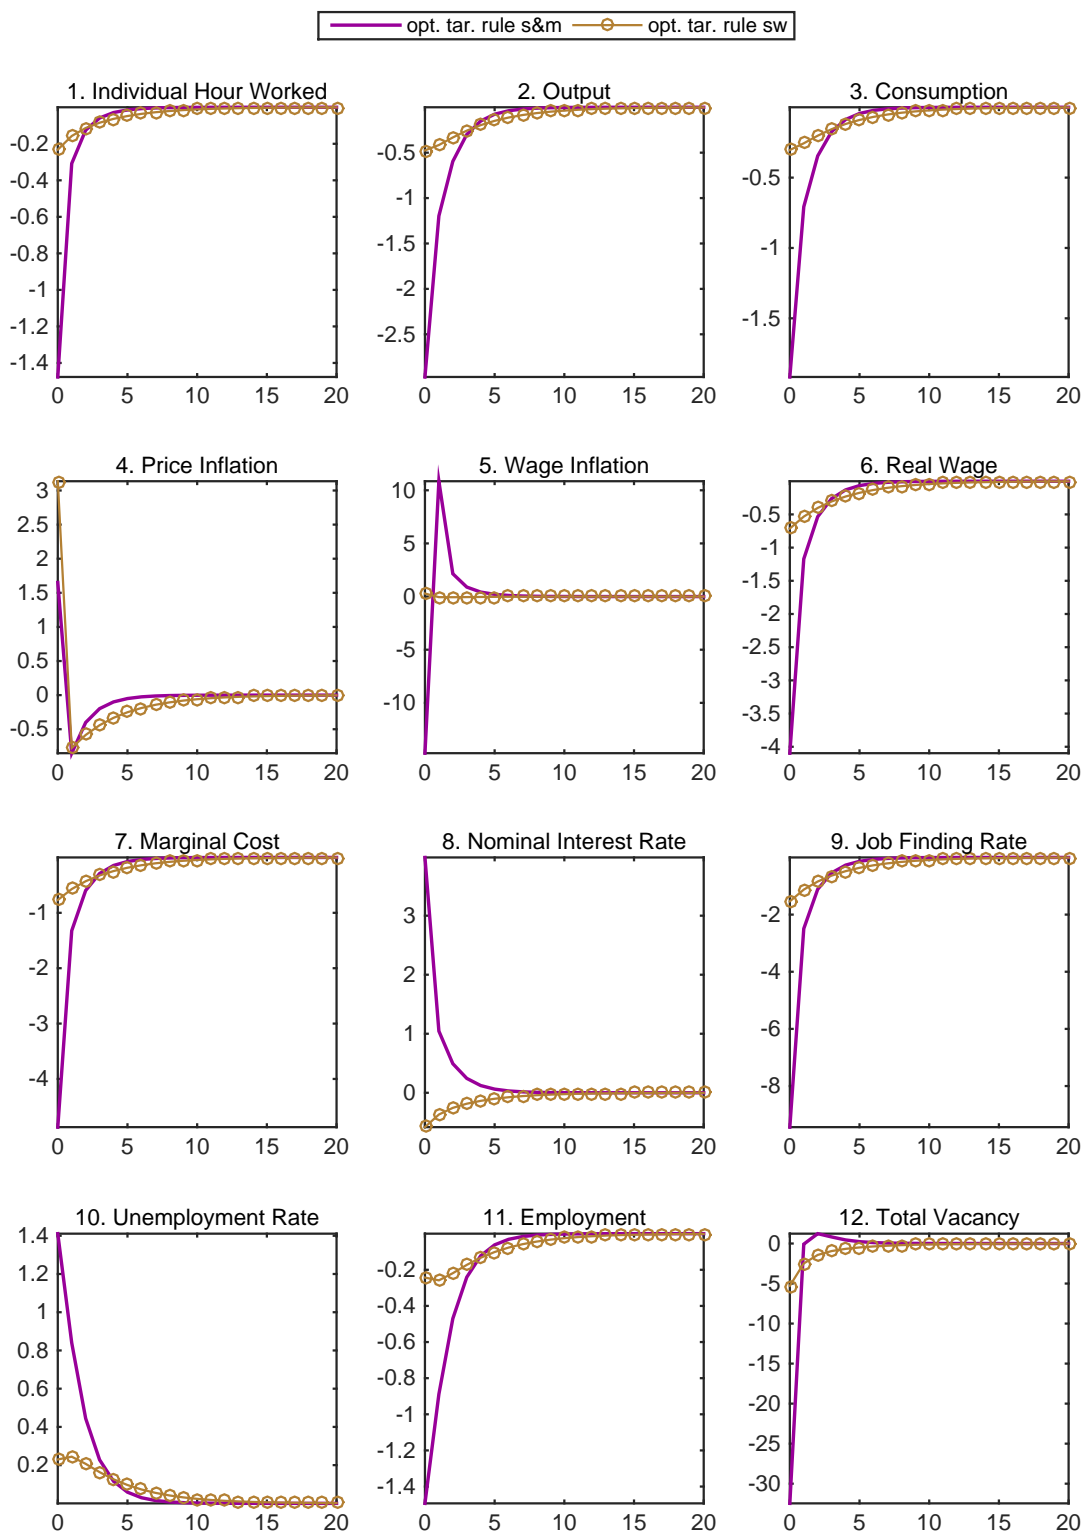 opt. tar. rule s&m opt. tar. rule sw
1. Individual Hour Worked
-0.2
-0.4
-0.6
-0.8
-1
-1.2
-1.4
0 5 10 15 20
2. Output
-0.5
-1
-1.5
-2
-2.5
0 5 10 15 20
3. Consumption
-0.5
-1
-1.5
0 5 10 15 20
4. Price Inflation
3
2.5
2
1.5
1
0.5
0
-0.5
0 5 10 15 20
5. Wage Inflation
10
5
0
-5
-10
0 5 10 15 20
6. Real Wage
-0.5
-1
-1.5
-2
-2.5
-3
-3.5
-4
0 5 10 15 20
7. Marginal Cost
-1
-2
-3
-4
0 5 10 15 20
8. Nominal Interest Rate
3
2
1
0
0 5 10 15 20
9. Job Finding Rate
-2
-4
-6
-8
0 5 10 15 20
10. Unemployment Rate
1.4
1.2
1
0.8
0.6
0.4
0.2
0 5 10 15 20
11. Employment
-0.2
-0.4
-0.6
-0.8
-1
-1.2
-1.4
0 5 10 15 20
12. Total Vacancy
0
-5
-10
-15
-20
-25
-30
0 5 10 15 20